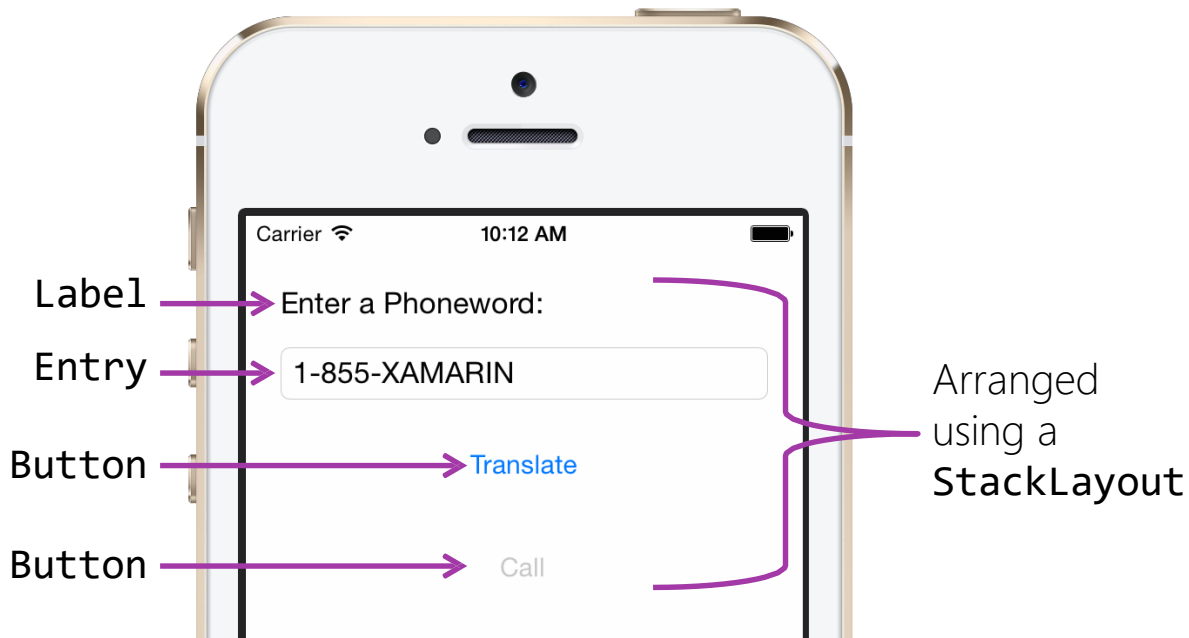 Carrier
10:12 AM
Label
Enter a Phoneword:
Entry
1-855-XAMARIN
Arranged
using a
StackLayout
Button
Translate
Button
Call